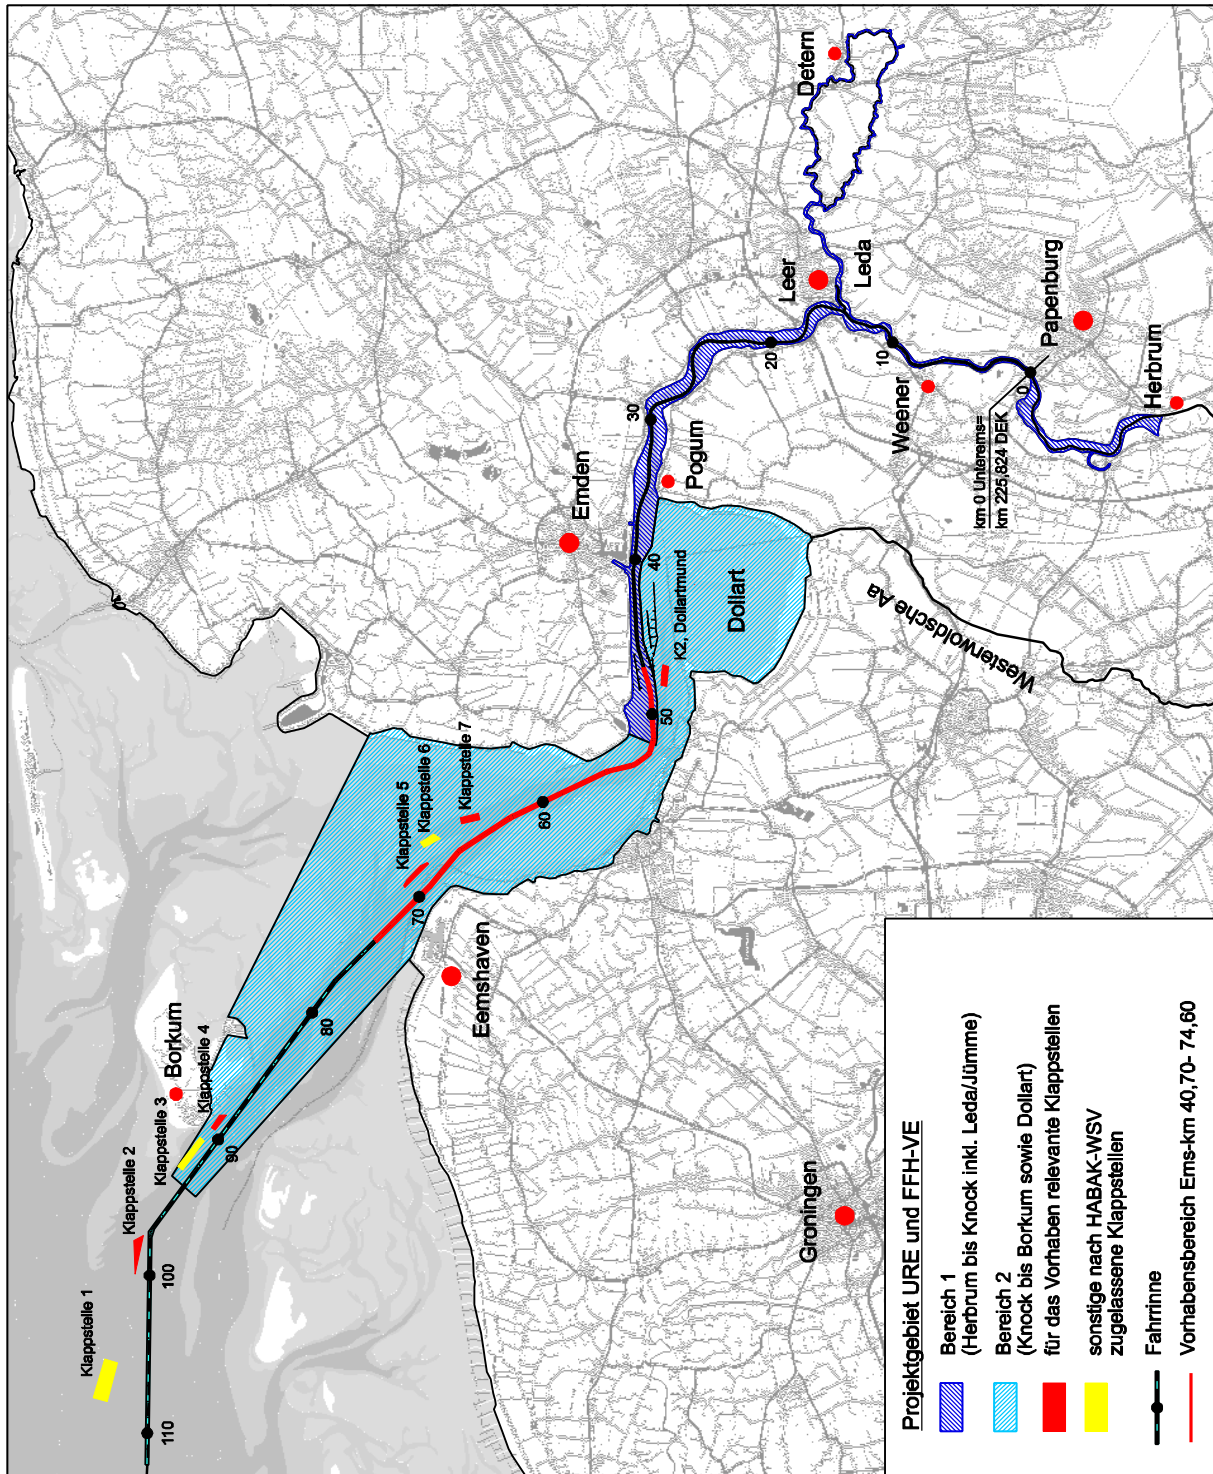 Klappstelle 1
Klappstelle 2
Klappstelle 3
Klappstelle 4
Borkum
110
100
90
80
70
60
50
40
30
20
10
0
Klappstelle 5
Klappstelle 6
Klappstelle 7
Eemshaven
Groningen
Emden
K2, Dollartmund
Dollart
Pogum
Westerwoldsche Aa
Leer
Leda
Detern
Weener
Papenburg
Herbrum
km 0 Unterems=
km 225,824 DEK
Projektgebiet URE und FFH-VE
Bereich 1
(Herbrum bis Knock inkl. Leda/Jümme)
Bereich 2
(Knock bis Borkum sowie Dollart)
für das Vorhaben relevante Klappstellen
sonstige nach HABAK-WSV
zugelassene Klappstellen
Fahrrinne
Vorhabensbereich Ems-km 40,70- 74,60